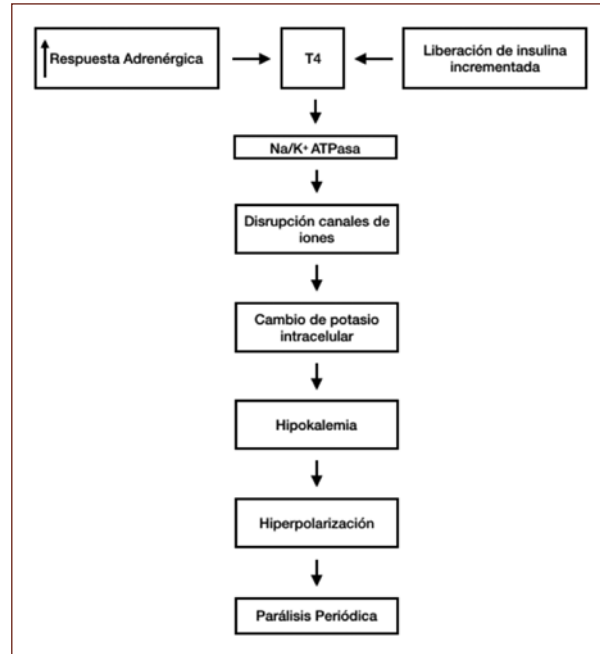 Respuesta Adrenérgica
T4
Liberación de insulina
incrementada
Na/K+ ATPasa
Disrupción canales de
iones
Cambio de potasio
intracelular
Hipokalemia
Hiperpolarización
Parálisis Periódica